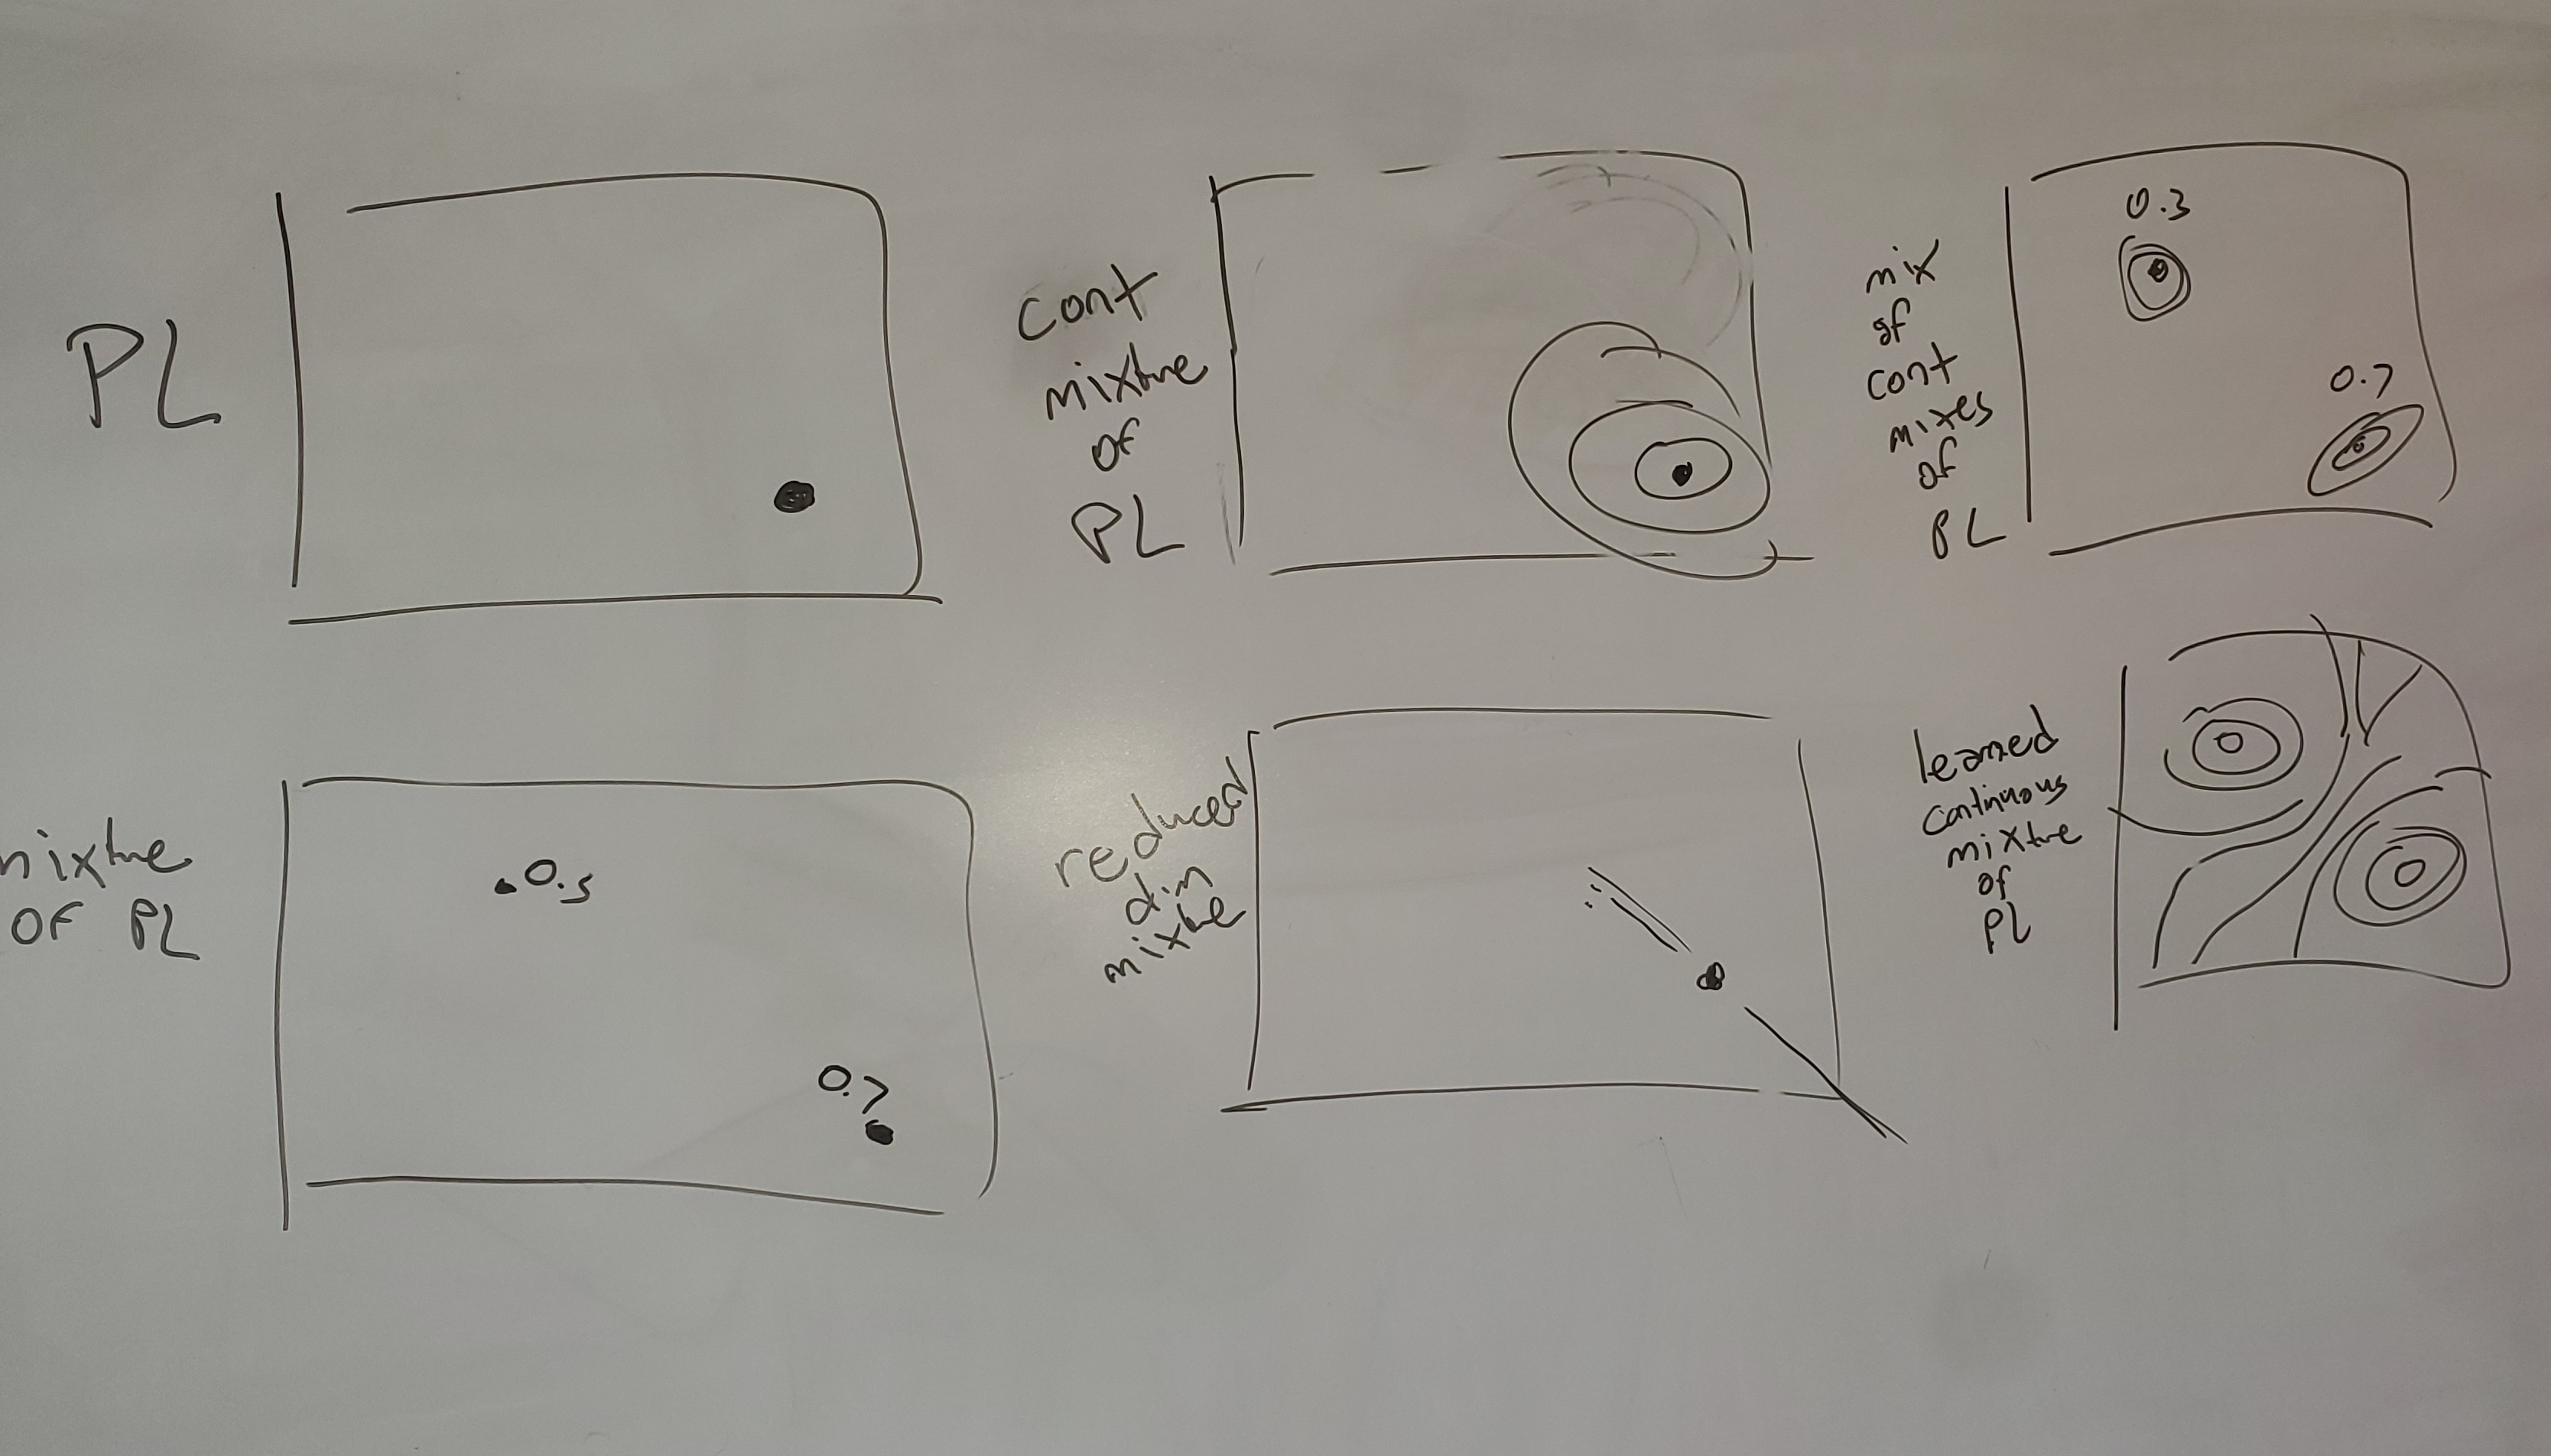 PL
cont
mixture
of
PL
mix
of
cont
mixes
of
PL
0.3
0.7
mixture
OF PL
0.5
0.7
reduced
dim
mixture
learned
continuous
mixture
of
PL